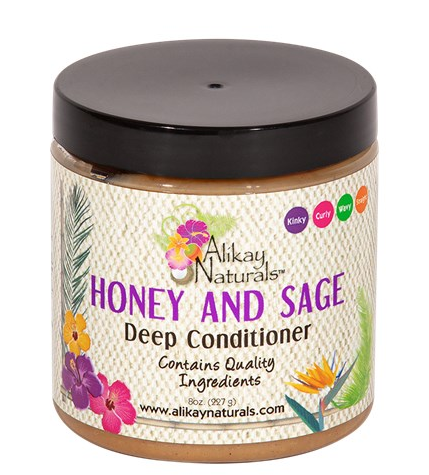 Kinky
Curly
Wavy
Alikay
Naturals™
HONEY AND SAGE
Deep Conditioner
Contains Quality
Ingredients
8oz. (227 g)
www.alikaynaturals.com